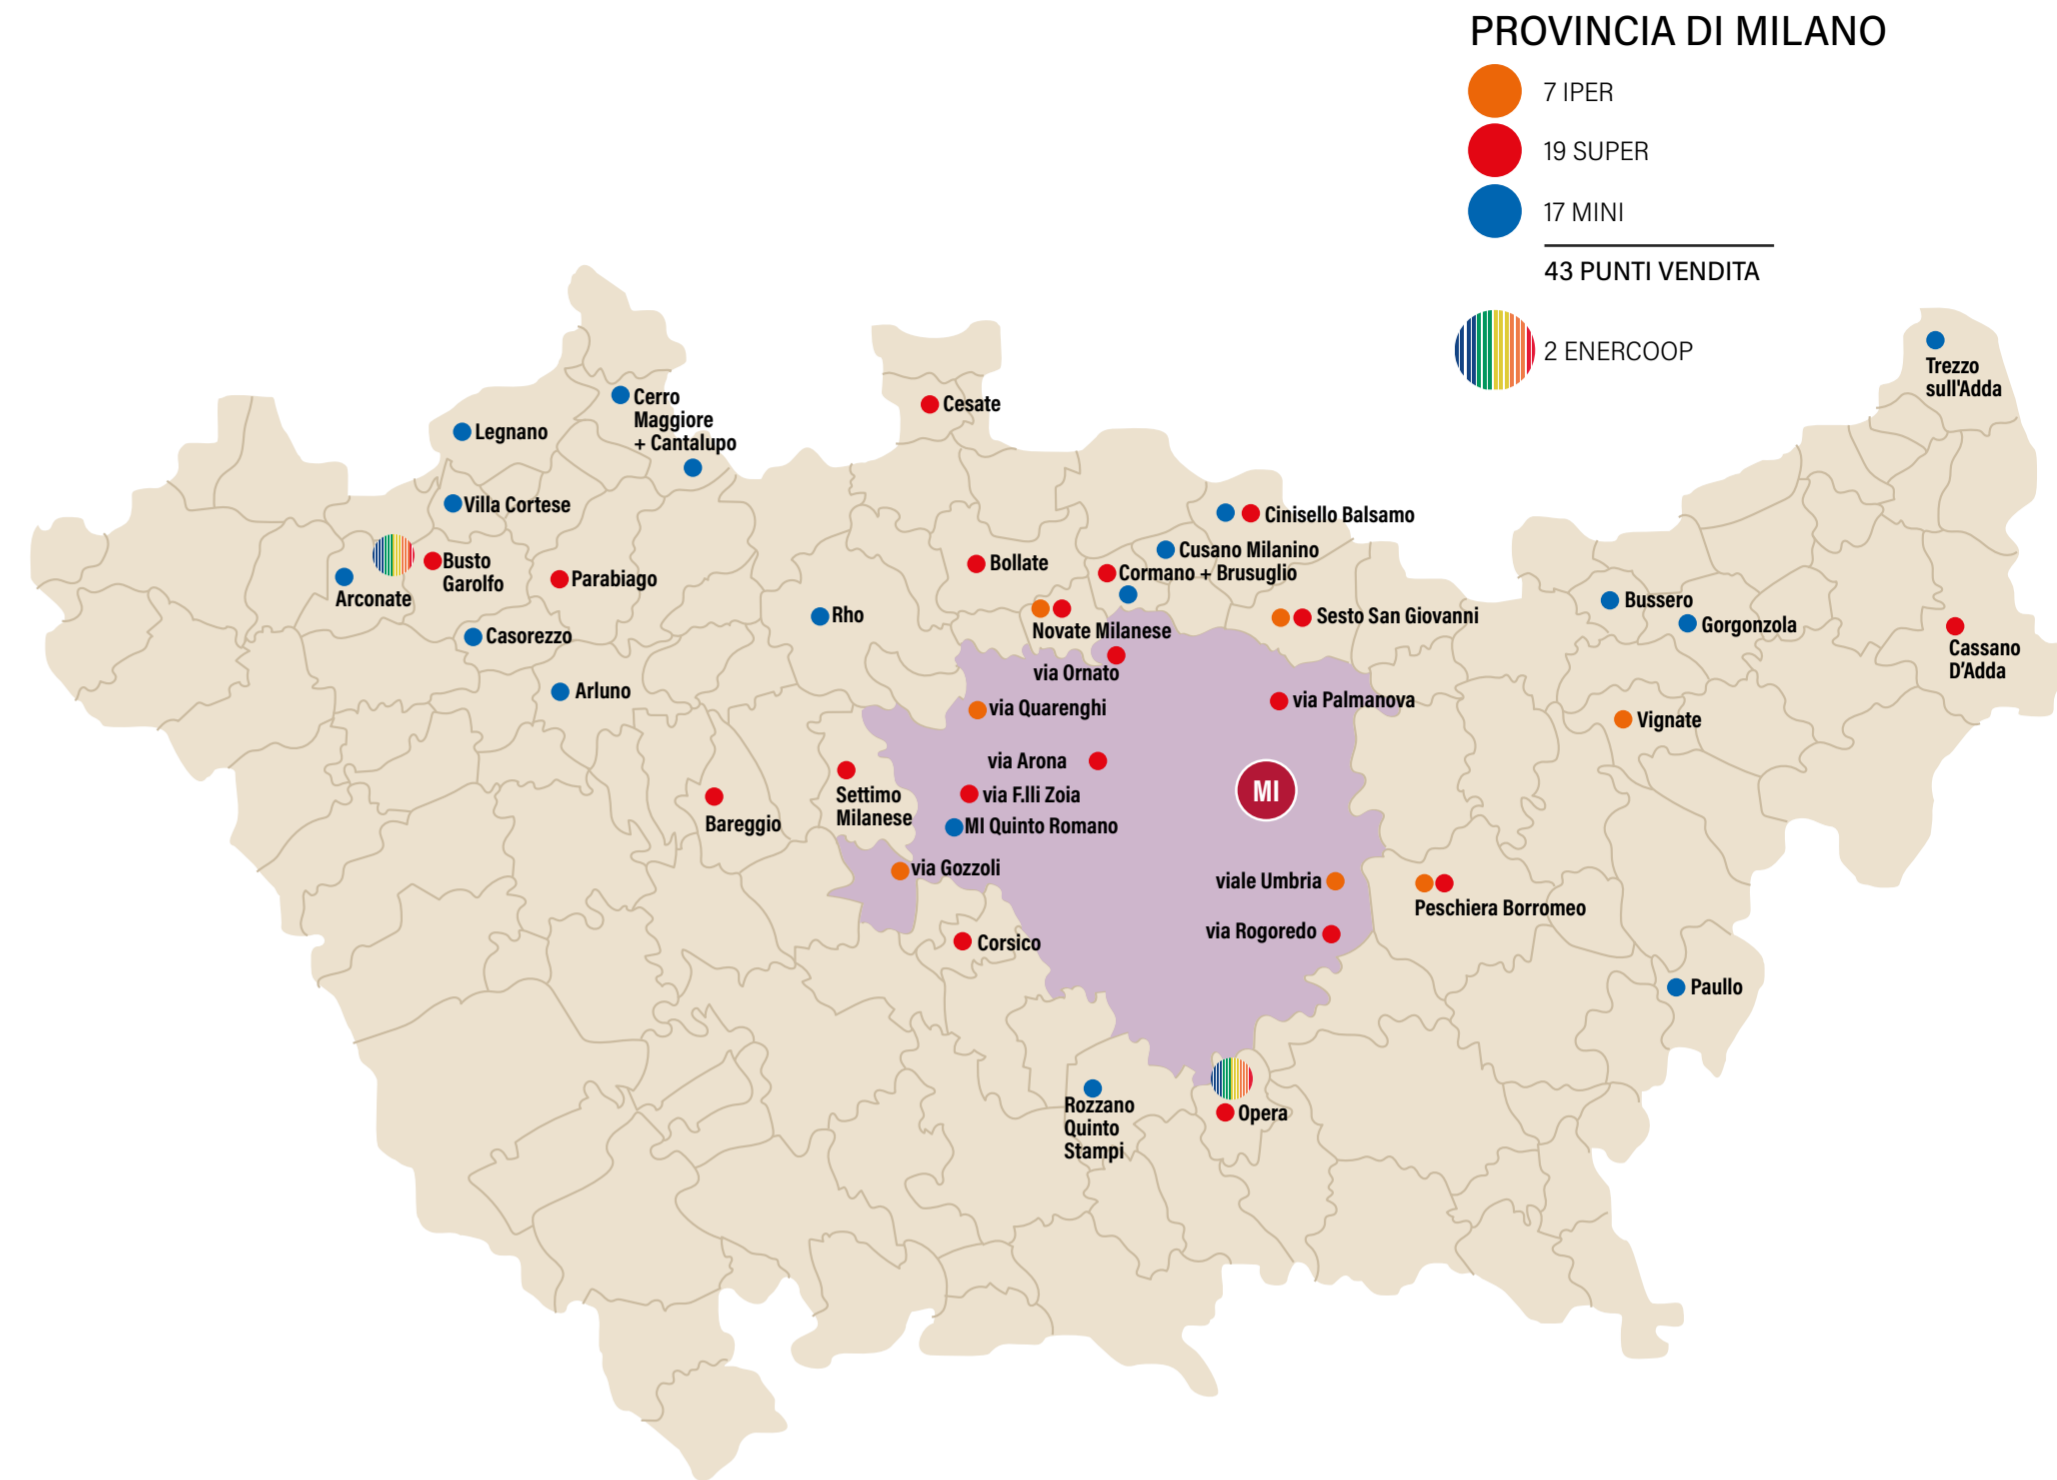 PROVINCIA DI MILANO
7 IPER
19 SUPER
17 MINI
43 PUNTI VENDITA
2 ENERCOOP
Trezzo
sull'Adda
Cerro
Maggiore
+ Cantalupo
Cesate
Legnano
Villa Cortese
Cinisello Balsamo
Cusano Milanino
Busto
Garolfo
Bollate
Cormano + Brusuglio
Parabiago
Arconate
Bussero
Rho
Sesto San Giovanni
Gorgonzola
Novate Milanese
Casorezzo
Cassano
D'Adda
via Ornato
Arluno
via Palmanova
via Quarenghi
Vignate
via Arona
MI
Settimo
Milanese
via F.lli Zoia
Bareggio
MI Quinto Romano
via Gozzoli
viale Umbria
Peschiera Borromeo
via Rogoredo
Corsico
Paullo
Rozzano
Quinto
Stampi
Opera